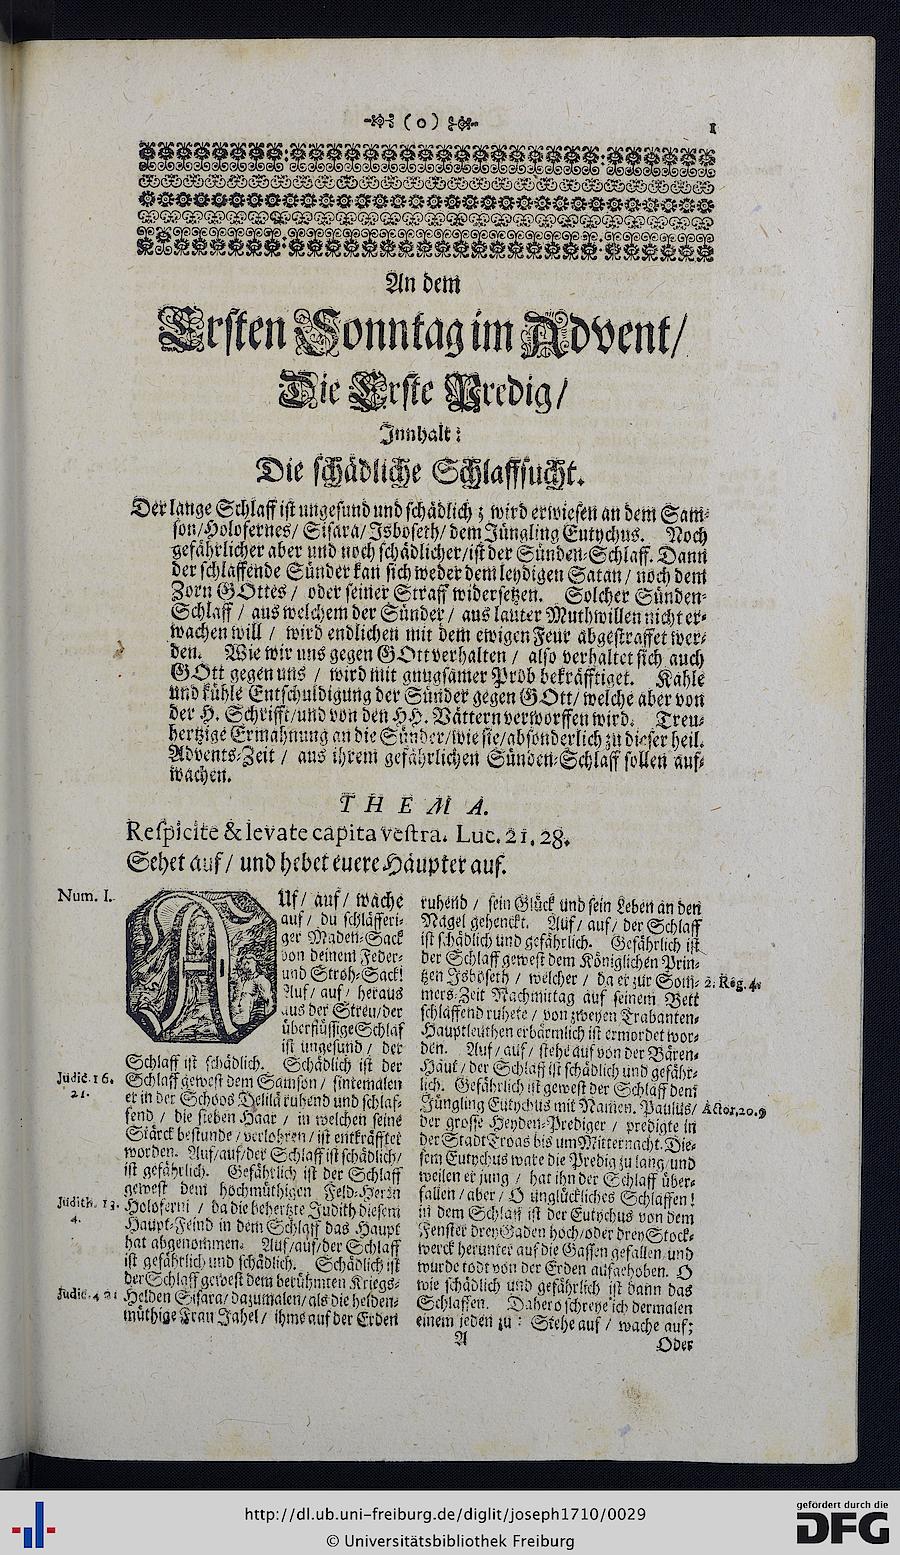 ( o ) 1
An dem
Ersten Sonntag im Advent/
Die Erste Predig/
Innhalt:
Die schädliche Schlaffsucht.
Der lange Schlaff ist ungesund und schädlich; wird erwiesen an dem Sam-
son/Holofernes/ Sisara/ Isboseth/ dem Jüngling Eutychus. Noch
gefährlicher aber und noch schädlicher/ist der Sünden-Schlaff. Dann
der schlaffende Sünder kan sich weder dem leydigen Satan/ noch dem
Zorn GOttes / oder seiner Straff widersetzen. Solcher Sünden-
Schlaff / aus welchem der Sünder / aus lauter Muthwillen nicht er-
wachen will / wird endlichen mit dem ewigen Feur abgestraffet wer-
den. Wie wir uns gegen GOtt verhalten / also verhaltet sich auch
GOtt gegen uns / wird mit gnugsamer Prob bekräfftiget. Kahle
und kühle Entschuldigung der Sünder gegen GOtt/ welche aber von
der H. Schrifft/und von den HH. Vättern verworffen wird. Treu-
hertzige Ermahnung an die Sünder/wie sie/absonderlich zu dieser heil.
Advents-Zeit / aus ihrem gefährlichen Sünden-Schlaff sollen auf-
wachen.
THEMA.
Respicite & levate capita vestra. Luc. 21. 28.
Sehet auf / und hebet euere Häupter auf.
Num. I.
AUf/ auf/ wache
auf/ du schläfferi-
ger Maden-Sack
von deinem Feder-
und Stroh-Sack!
Auf/ auf/ heraus
aus der Streu/der
überflüssige Schlaf
ist ungesund / der
Schlaff ist schädlich. Schädlich ist der
Judic. 16. Schlaff gewest dem Samson/ sintemalen
21. er in der Schoos Delilä ruhend und schlaf-
fend / die sieben Haar / in welchen seine
Stärck bestunde / verlohren / ist entkräfftet
worden. Auf/auf/der Schlaff ist schädlich/
ist gefährlich. Gefährlich ist der Schlaff
gewest dem hochmüthigen Feld-Herrn
Judith. 13. Holoferni / da die behertzte Judith diesem
4. Haupt-Feind in dem Schlaff das Haupt
hat abgenommen. Auf/auf/der Schlaff
ist gefährlich und schädlich. Schädlich ist
der Schlaff gewest dem berühmten Kriegs-
Judic. 4. 21 Helden Sisara/ dazumalen/ als die helden-
müthige Frau Jahel/ ihme auf der Erden
ruhend / sein Glück und sein Leben an den
Nagel gehenckt. Auf/ auf/ der Schlaff
ist schädlich und gefährlich. Gefährlich ist
der Schlaff gewest dem Königlichen Prin-
tzen Isboseth / welcher / da er zur Som- 2. Reg. 4.
mers-Zeit Nachmittag auf seinem Bett
schlaffend ruhete / von zweyen Trabanten-
Hauptleuthen erbärmlich ist ermordet wor-
den. Auf/ auf/ stehe auf von der Bären-
Häut / der Schlaff ist schädlich und gefähr-
lich. Gefährlich ist gewest der Schlaff dem
Jüngling Eutychus mit Namen. Paulus/ Actor. 20. 9
der grosse Heyden-Prediger / predigte in
der Stadt Troas bis um Mitternacht. Die-
sem Eutychus ware die Predig zu lang/und
weilen er jung / hat ihn der Schlaff über-
fallen / aber / O unglückliches Schlaffen!
in dem Schlaff ist der Eutychus von dem
Fenster drey Gaden hoch/oder drey Stock-
werck herunter auf die Gassen gefallen und
wurde todt von der Erden aufgehoben. O
wie schädlich und gefährlich ist dann das
Schlaffen. Dahero schreye ich dermalen
einem jeden zu: Stehe auf / wache auf;
A Oder
http://dl.ub.uni-freiburg.de/diglit/joseph1710/0029
© Universitätsbibliothek Freiburg
gefördert durch die
DFG